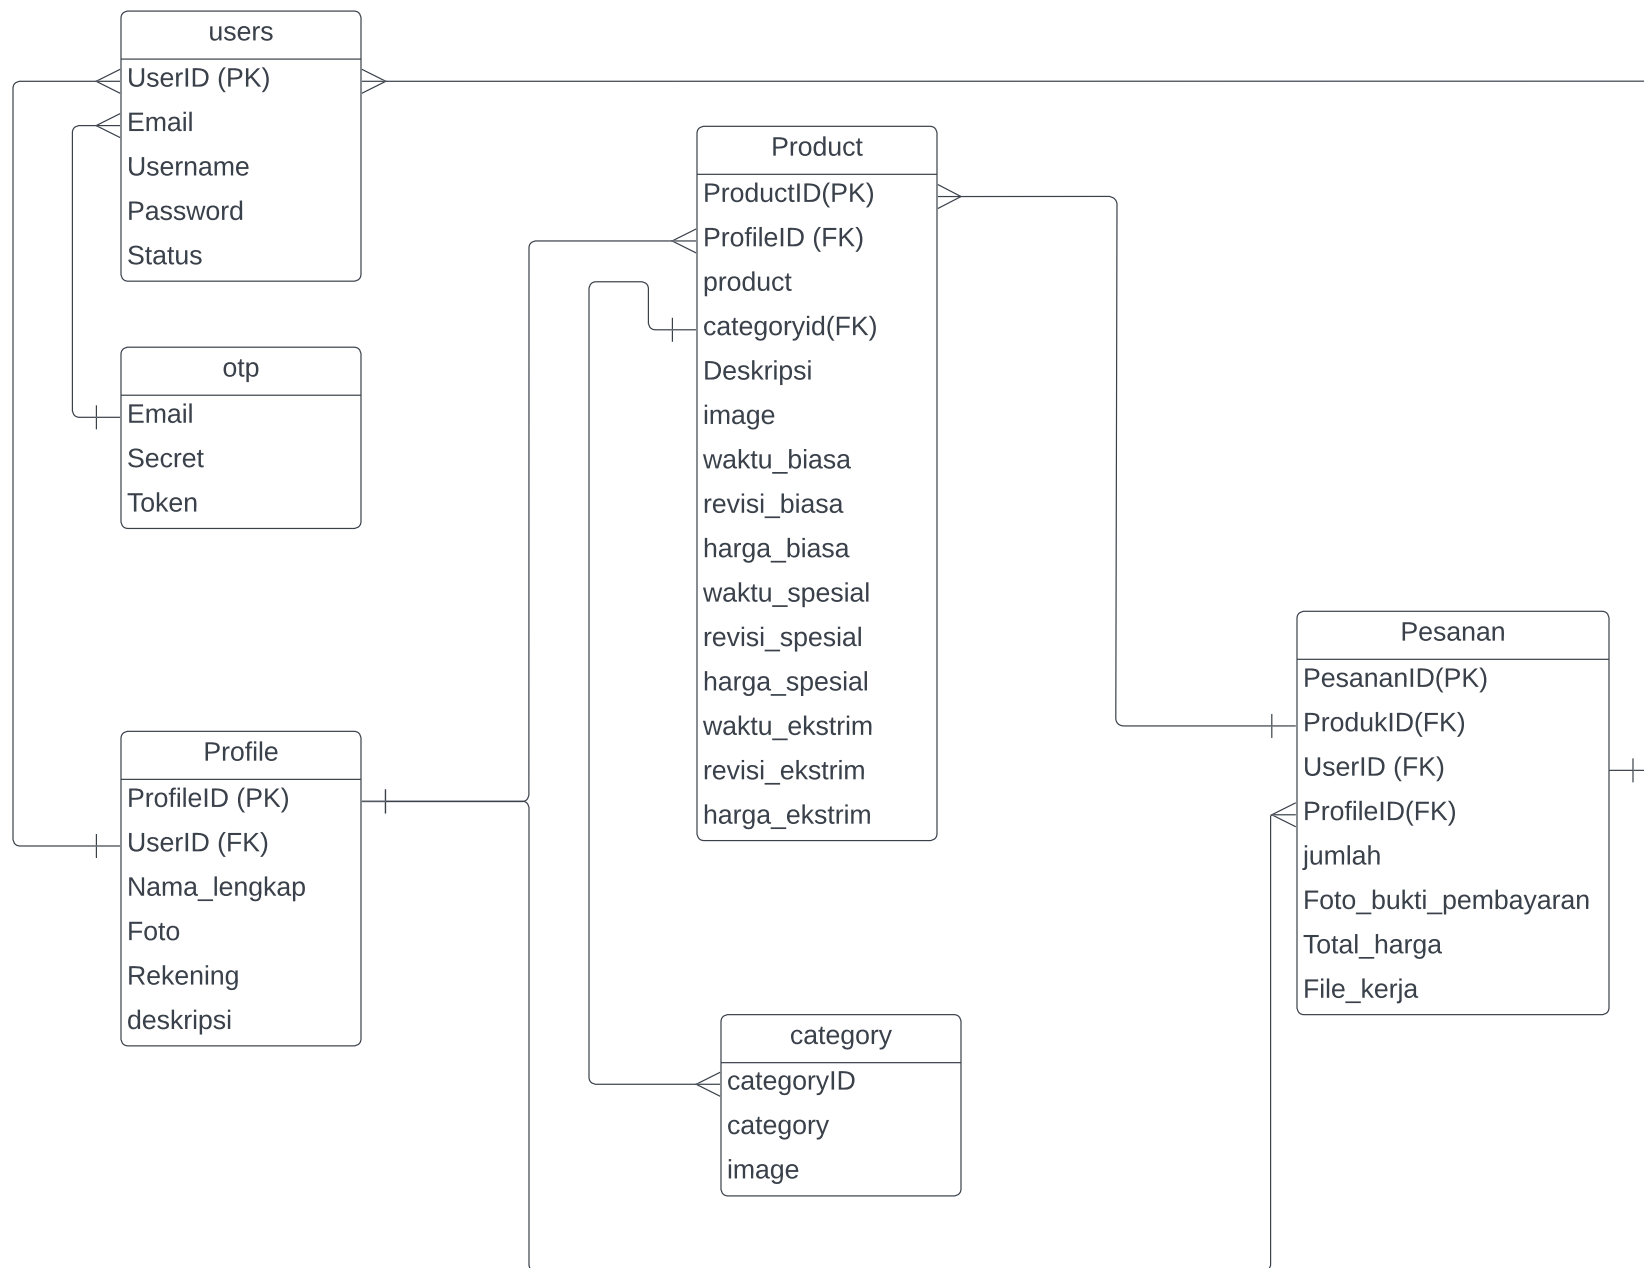 users
UserID (PK)
Email
Username
Password
Status
otp
Email
Secret
Token
Profile
ProfileID (PK)
UserID (FK)
Nama_lengkap
Foto
Rekening
deskripsi
Product
ProductID(PK)
ProfileID (FK)
product
categoryid(FK)
Deskripsi
image
waktu_biasa
revisi_biasa
harga_biasa
waktu_spesial
revisi_spesial
harga_spesial
waktu_ekstrim
revisi_ekstrim
harga_ekstrim
category
categoryID
category
image
Pesanan
PesananID(PK)
ProdukID(FK)
UserID (FK)
ProfileID(FK)
jumlah
Foto_bukti_pembayaran
Total_harga
File_kerja